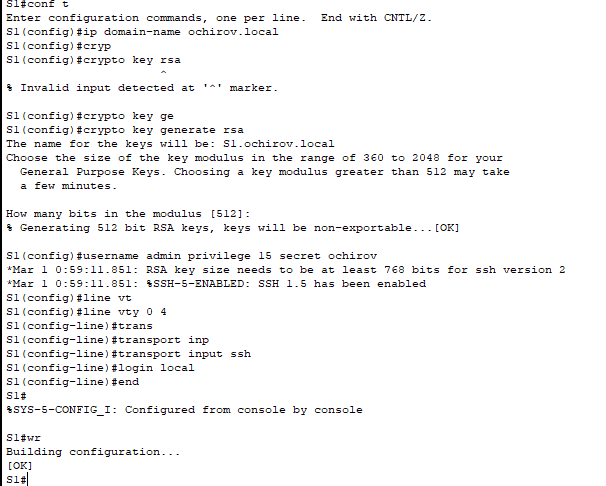 S1#conf t
Enter configuration commands, one per line.  End with CNTL/Z.
S1(config)#ip domain-name ochirov.local
S1(config)#cryp
S1(config)#crypto key rsa
^
% Invalid input detected at '^' marker.
S1(config)#crypto key ge
S1(config)#crypto key generate rsa
The name for the keys will be: S1.ochirov.local
Choose the size of the key modulus in the range of 360 to 2048 for your
General Purpose Keys. Choosing a key modulus greater than 512 may take
a few minutes.
How many bits in the modulus [512]:
% Generating 512 bit RSA keys, keys will be non-exportable...[OK]
S1(config)#username admin privilege 15 secret ochirov
*Mar 1 0:59:11.851: RSA key size needs to be at least 768 bits for ssh version 2
*Mar 1 0:59:11.851: %SSH-5-ENABLED: SSH 1.5 has been enabled
S1(config)#line vt
S1(config)#line vty 0 4
S1(config-line)#trans
S1(config-line)#transport inp
S1(config-line)#transport input ssh
S1(config-line)#login local
S1(config-line)#end
S1#
%SYS-5-CONFIG_I: Configured from console by console
S1#wr
Building configuration...
[OK]
S1#